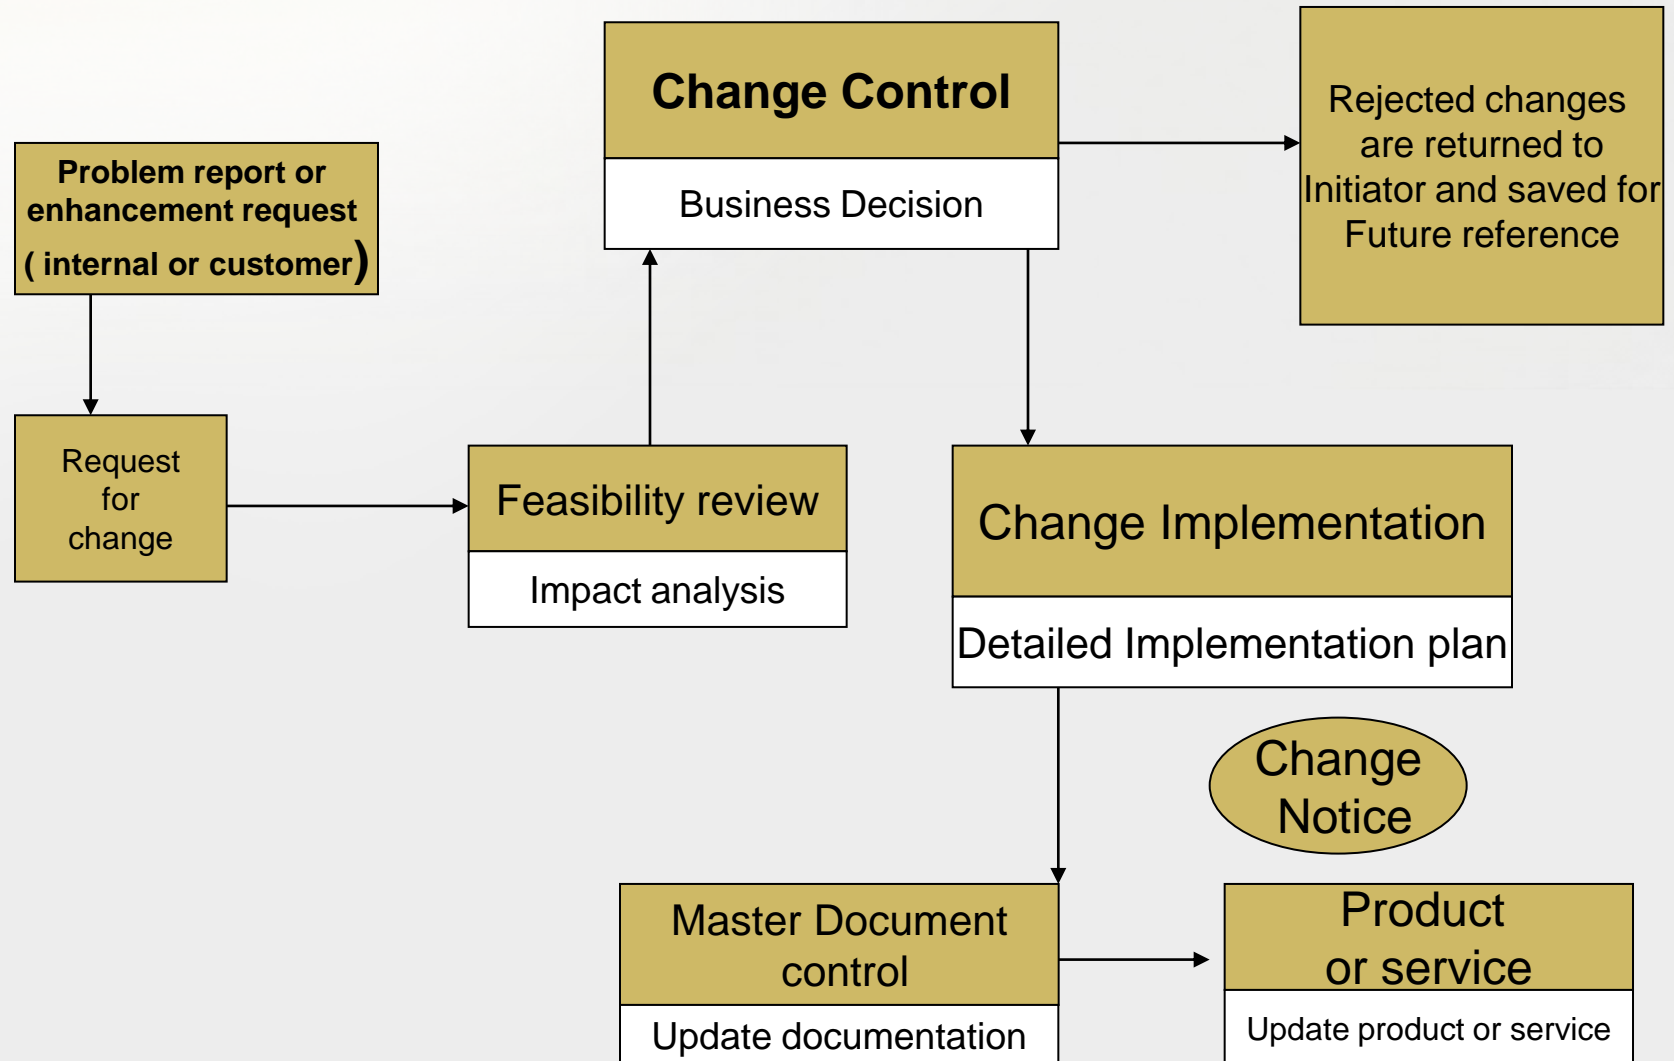 Problem report or
enhancement request
( internal or customer)
Request
for
change
Feasibility review
Impact analysis
Change Control
Business Decision
Rejected changes
are returned to
Initiator and saved for
Future reference
Change Implementation
Detailed Implementation plan
Change
Notice
Master Document
control
Update documentation
Product
or service
Update product or service